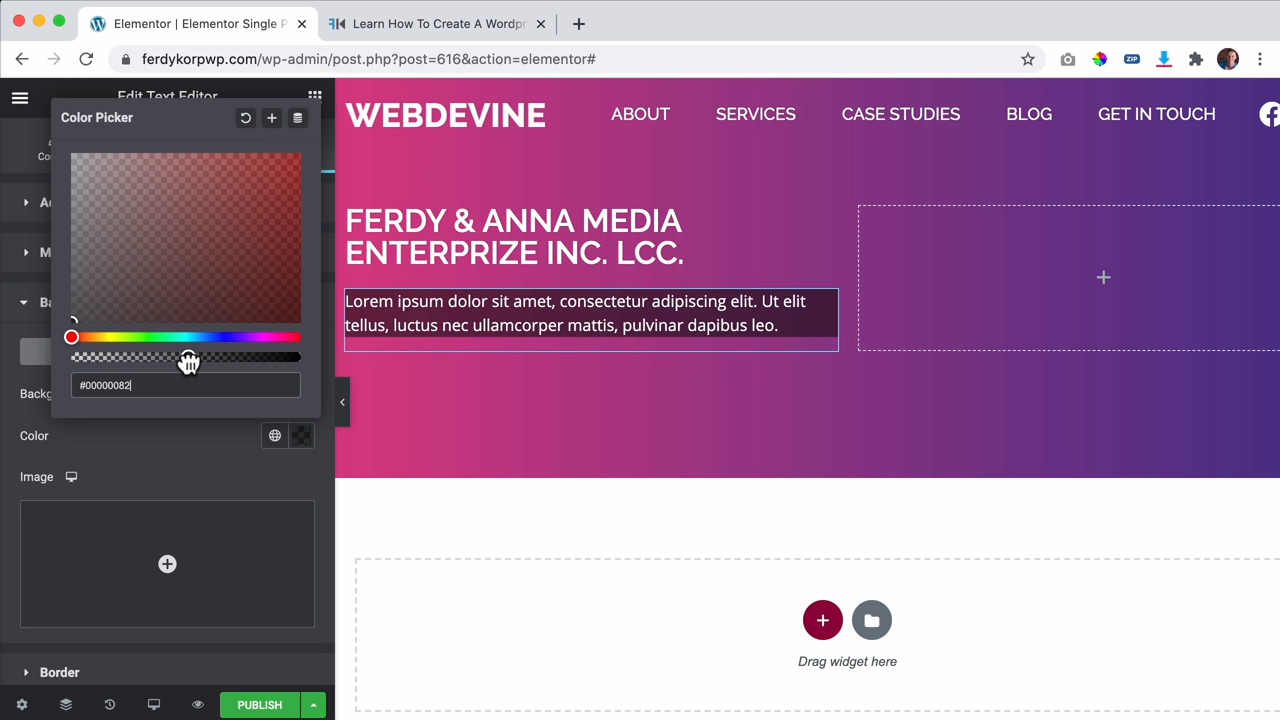 Elementor | Elementor Single P
Learn How To Create A Wordpr
ferdykorpwp.com/wp-admin/post.php?post=616&action=elementor#
ZIP
Edit Text Editor
Color Picker
#00000082
Color
Image
Border
PUBLISH
WEBDEVINE
ABOUT
SERVICES
CASE STUDIES
BLOG
GET IN TOUCH
FERDY & ANNA MEDIA
ENTERPRIZE INC. LCC.
Lorem ipsum dolor sit amet, consectetur adipiscing elit. Ut elit
tellus, luctus nec ullamcorper mattis, pulvinar dapibus leo.
Drag widget here